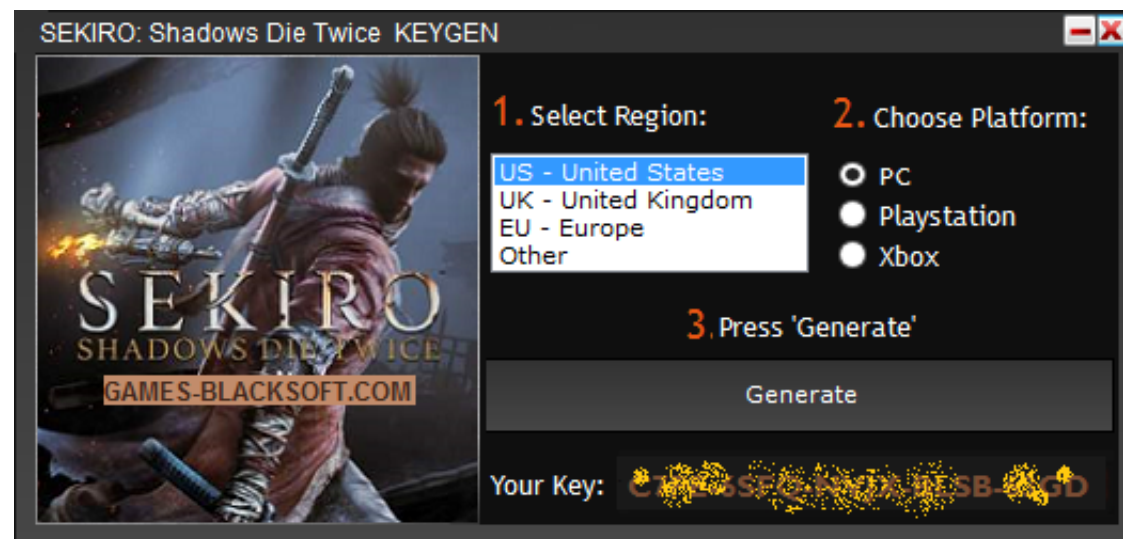 SEKIRO: Shadows Die Twice KEYGEN
SEKIRO
SHADOWS DIE TWICE
GAMES-BLACKSOFT.COM
1. Select Region:
US - United States
UK - United Kingdom
EU - Europe
Other
2. Choose Platform:
PC
Playstation
Xbox
3. Press 'Generate'
Generate
Your Key: